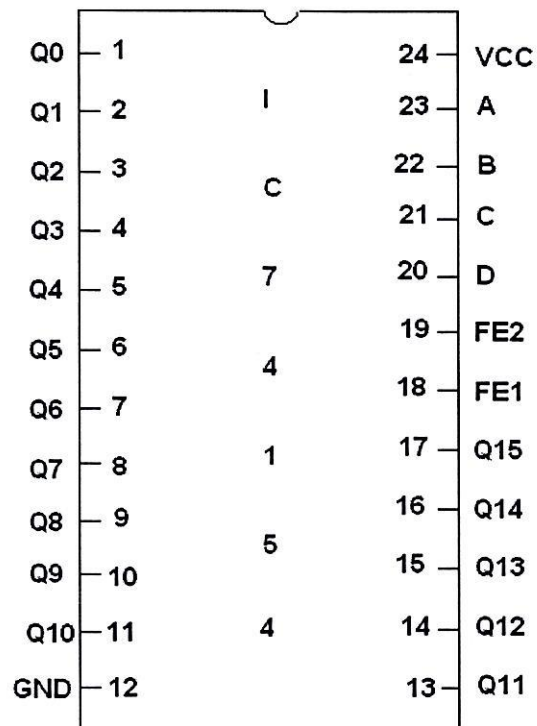 Q0 1 24 VCC
I
Q1 2 23 A
Q2 3 22 B
C
Q3 4 21 C
Q4 5 7 20 D
Q5 6 19 FE2
4
Q6 7 18 FE1
Q7 8 1 17 Q15
Q8 9 16 Q14
5
Q9 10 15 Q13
Q10 11 4 14 Q12
GND 12 13 Q11